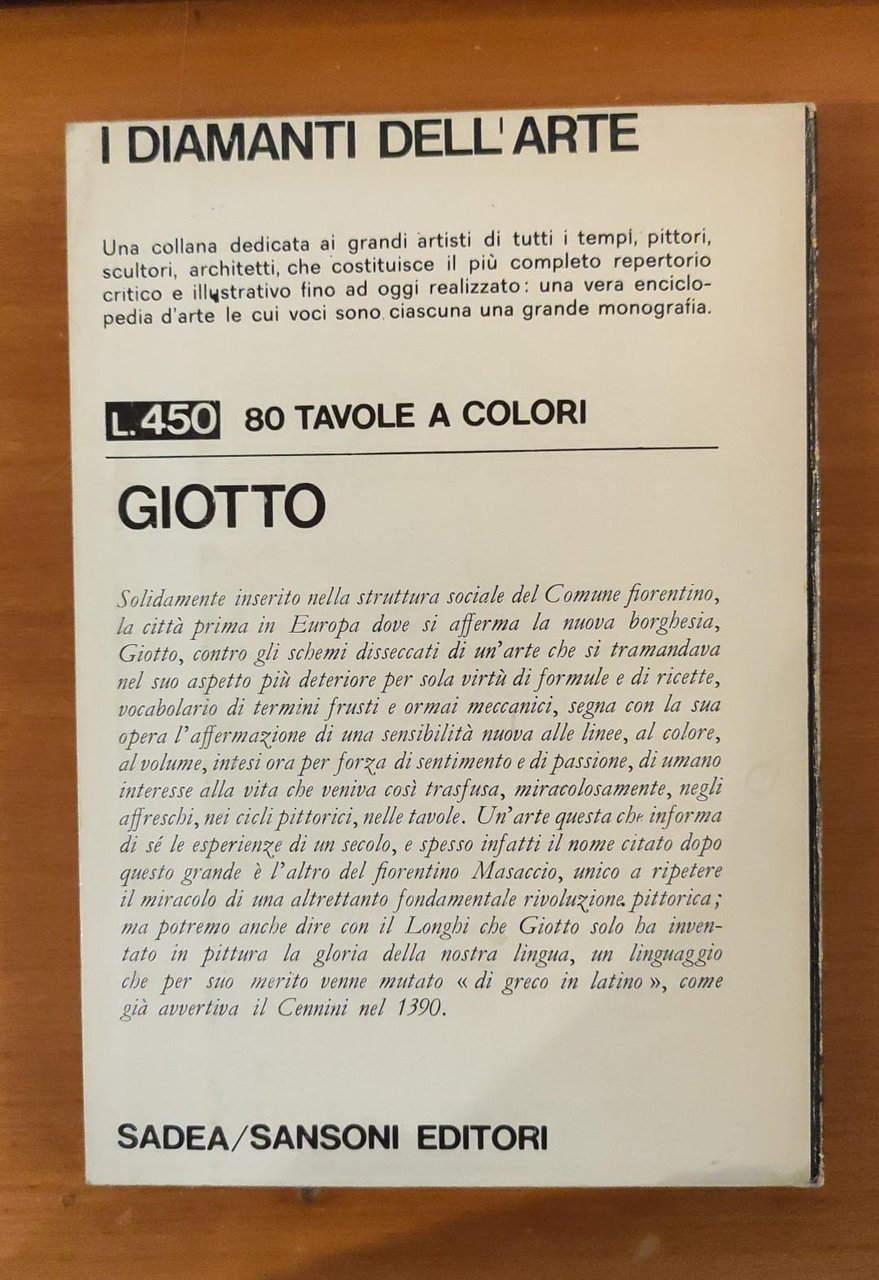 I DIAMANTI DELL'ARTE
Una collana dedicata ai grandi artisti di tutti i tempi, pittori,
scultori, architetti, che costituisce il più completo repertorio
critico e illustrativo fino ad oggi realizzato: una vera enciclo-
pedia d'arte le cui voci sono ciascuna una grande monografia.
L.450 80 TAVOLE A COLORI
GIOTTO
Solidamente inserito nella struttura sociale del Comune fiorentino,
la città prima in Europa dove si afferma la nuova borghesia,
Giotto, contro gli schemi disseccati di un'arte che si tramandava
nel suo aspetto più deteriore per sola virtù di formule e di ricette,
vocabolario di termini frusti e ormai meccanici, segna con la sua
opera l'affermazione di una sensibilità nuova alle linee, al colore,
al volume, intesi ora per forza di sentimento e di passione, di umano
interesse alla vita che veniva così trasfusa, miracolosamente, negli
affreschi, nei cicli pittorici, nelle tavole. Un'arte questa che informa
di sé le esperienze di un secolo, e spesso infatti il nome citato dopo
questo grande è l'altro del fiorentino Masaccio, unico a ripetere
il miracolo di una altrettanto fondamentale rivoluzione pittorica;
ma potremo anche dire con il Longhi che Giotto solo ha inven-
tato in pittura la gloria della nostra lingua, un linguaggio
che per suo merito venne mutato « di greco in latino », come
già avvertiva il Cennini nel 1390.
SADEA/SANSONI EDITORI